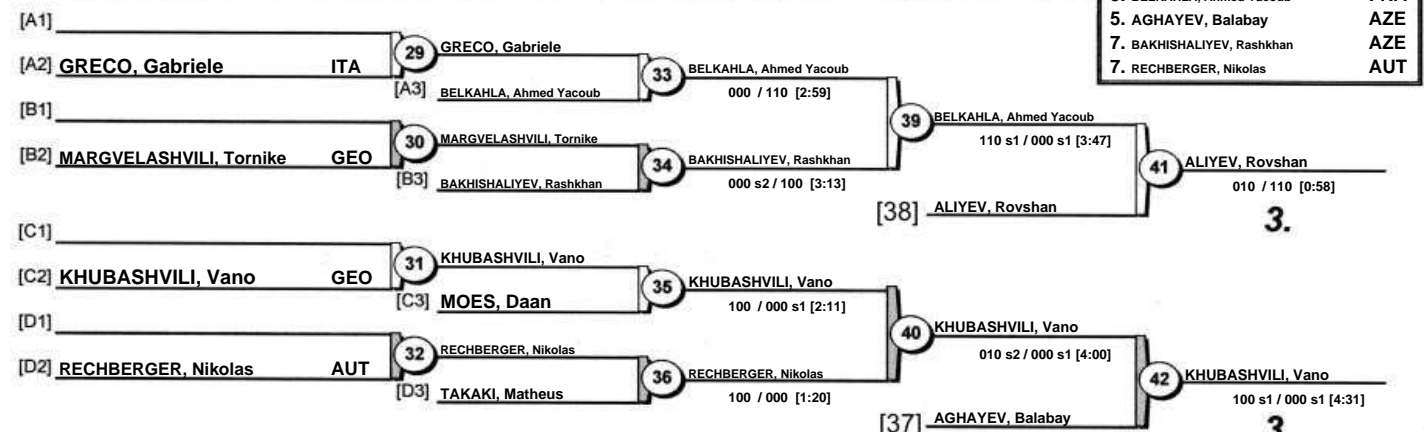 5. AGHAYEV, Balabay AZE
7. BAKHISHALIYEV, Rashkhan AZE
7. RECHBERGER, Nikolas AUT
[A1]
[A2] GRECO, Gabriele ITA
29
GRECO, Gabriele
[A3] BELKAHLA, Ahmed Yacoub
33
BELKAHLA, Ahmed Yacoub
000 / 110 [2:59]
[B1]
[B2] MARGVELASHVILI, Tornike GEO
30
MARGVELASHVILI, Tornike
[B3] BAKHISHALIYEV, Rashkhan
34
BAKHISHALIYEV, Rashkhan
000 s2 / 100 [3:13]
39
BELKAHLA, Ahmed Yacoub
110 s1 / 000 s1 [3:47]
[38] ALIYEV, Rovshan
41
ALIYEV, Rovshan
010 / 110 [0:58]
3.
[C1]
[C2] KHUBASHVILI, Vano GEO
31
KHUBASHVILI, Vano
[C3] MOES, Daan
35
KHUBASHVILI, Vano
100 / 000 s1 [2:11]
[D1]
[D2] RECHBERGER, Nikolas AUT
32
RECHBERGER, Nikolas
[D3] TAKAKI, Matheus
36
RECHBERGER, Nikolas
100 / 000 [1:20]
40
KHUBASHVILI, Vano
010 s2 / 000 s1 [4:00]
[37] AGHAYEV, Balabay
42
KHUBASHVILI, Vano
100 s1 / 000 s1 [4:31]
3.